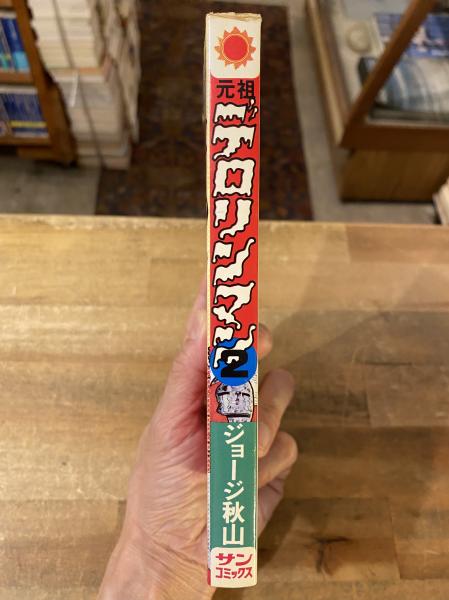 元祖
ドロリンマン
2
ジョージ秋山
サン
コミックス